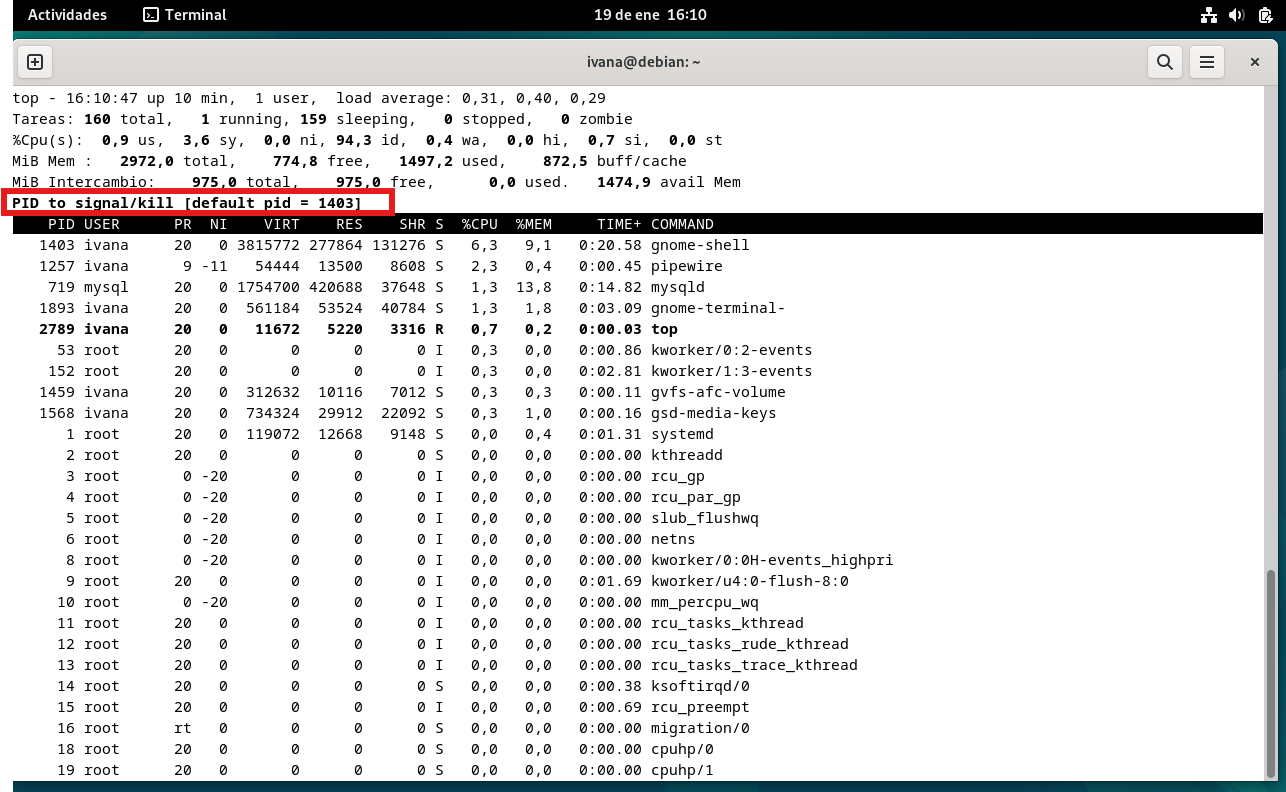 Actividades Terminal 19 de ene 16:10
ivana@debian: ~
top - 16:10:47 up 10 min, 1 user, load average: 0,31, 0,40, 0,29
Tareas: 160 total, 1 running, 159 sleeping, 0 stopped, 0 zombie
%Cpu(s): 0,9 us, 3,6 sy, 0,0 ni, 94,3 id, 0,4 wa, 0,0 hi, 0,7 si, 0,0 st
MiB Mem : 2972,0 total, 774,8 free, 1497,2 used, 872,5 buff/cache
MiB Intercambio: 975,0 total, 975,0 free, 0,0 used. 1474,9 avail Mem
PID to signal/kill [default pid = 1403]
PID USER PR NI VIRT RES SHR S %CPU %MEM TIME+ COMMAND
1403 ivana 20 0 3815772 277864 131276 S 6,3 9,1 0:20.58 gnome-shell
1257 ivana 9 -11 54444 13500 8608 S 2,3 0,4 0:00.45 pipewire
719 mysql 20 0 1754700 420688 37648 S 1,3 13,8 0:14.82 mysqld
1893 ivana 20 0 561184 53524 40784 S 1,3 1,8 0:03.09 gnome-terminal-
2789 ivana 20 0 11672 5220 3316 R 0,7 0,2 0:00.03 top
53 root 20 0 0 0 0 I 0,3 0,0 0:00.86 kworker/0:2-events
152 root 20 0 0 0 0 I 0,3 0,0 0:02.81 kworker/1:3-events
1459 ivana 20 0 312632 10116 7012 S 0,3 0,3 0:00.11 gvfs-afc-volume
1568 ivana 20 0 734324 29912 22092 S 0,3 1,0 0:00.16 gsd-media-keys
1 root 20 0 119072 12668 9148 S 0,0 0,4 0:01.31 systemd
2 root 20 0 0 0 0 S 0,0 0,0 0:00.00 kthreadd
3 root 0 -20 0 0 0 I 0,0 0,0 0:00.00 rcu_gp
4 root 0 -20 0 0 0 I 0,0 0,0 0:00.00 rcu_par_gp
5 root 0 -20 0 0 0 I 0,0 0,0 0:00.00 slub_flushwq
6 root 0 -20 0 0 0 I 0,0 0,0 0:00.00 netns
8 root 0 -20 0 0 0 I 0,0 0,0 0:00.00 kworker/0:0H-events_highpri
9 root 20 0 0 0 0 I 0,0 0,0 0:01.69 kworker/u4:0-flush-8:0
10 root 0 -20 0 0 0 I 0,0 0,0 0:00.00 mm_percpu_wq
11 root 20 0 0 0 0 I 0,0 0,0 0:00.00 rcu_tasks_kthread
12 root 20 0 0 0 0 I 0,0 0,0 0:00.00 rcu_tasks_rude_kthread
13 root 20 0 0 0 0 I 0,0 0,0 0:00.00 rcu_tasks_trace_kthread
14 root 20 0 0 0 0 S 0,0 0,0 0:00.38 ksoftirqd/0
15 root 20 0 0 0 0 I 0,0 0,0 0:00.69 rcu_preempt
16 root rt 0 0 0 0 S 0,0 0,0 0:00.00 migration/0
18 root 20 0 0 0 0 S 0,0 0,0 0:00.00 cpuhp/0
19 root 20 0 0 0 0 S 0,0 0,0 0:00.00 cpuhp/1